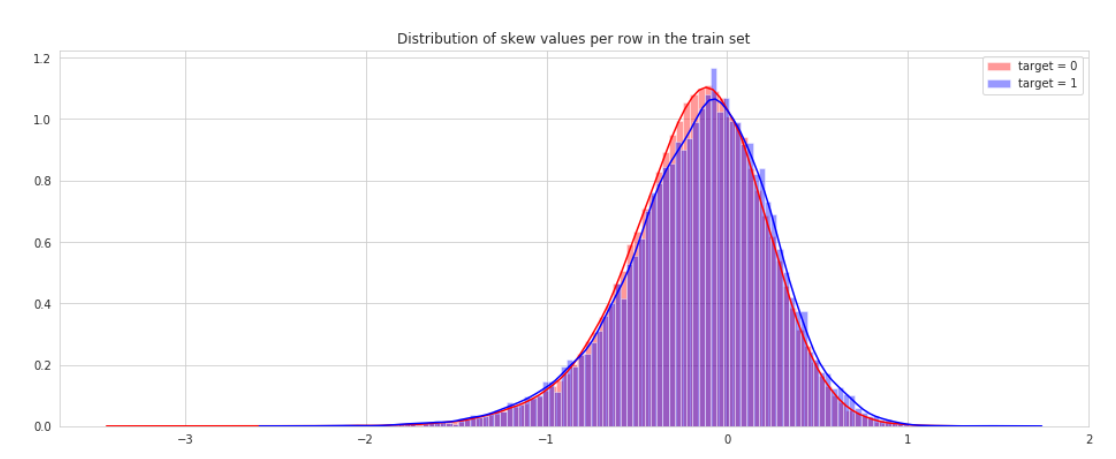 Distribution of skew values per row in the train set
target = 0
target = 1
1.2
1.0
0.8
0.6
0.4
0.2
0.0
−3 −2 −1 0 1 2